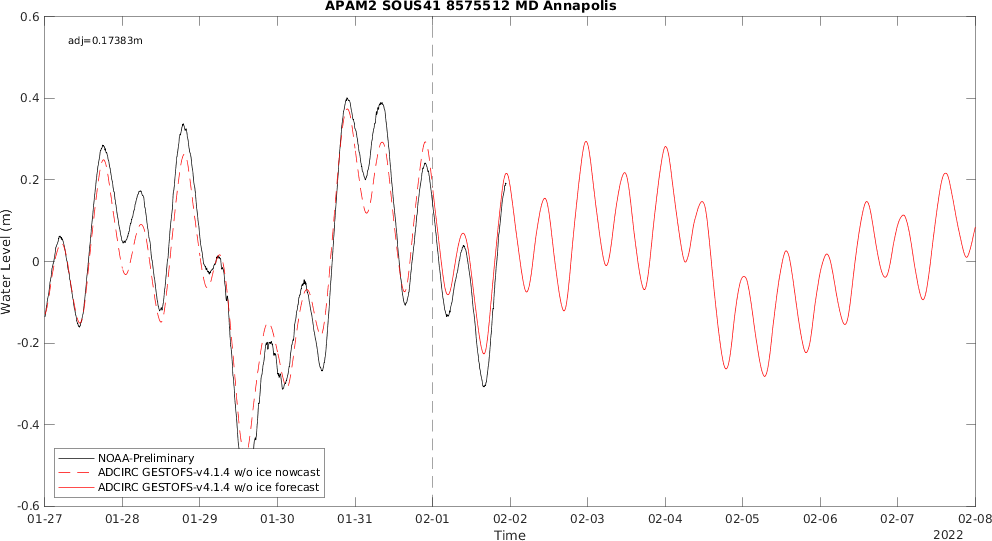 APAM2 SOUS41 8575512 MD Annapolis
adj=0.17383m
0.6
0.4
0.2
0
-0.2
-0.4
-0.6
Water Level (m)
NOAA-Preliminary
ADCIRC GESTOFS-v4.1.4 w/o ice nowcast
ADCIRC GESTOFS-v4.1.4 w/o ice forecast
01-27 01-28 01-29 01-30 01-31 02-01 02-02 02-03 02-04 02-05 02-06 02-07 02-08
Time
2022